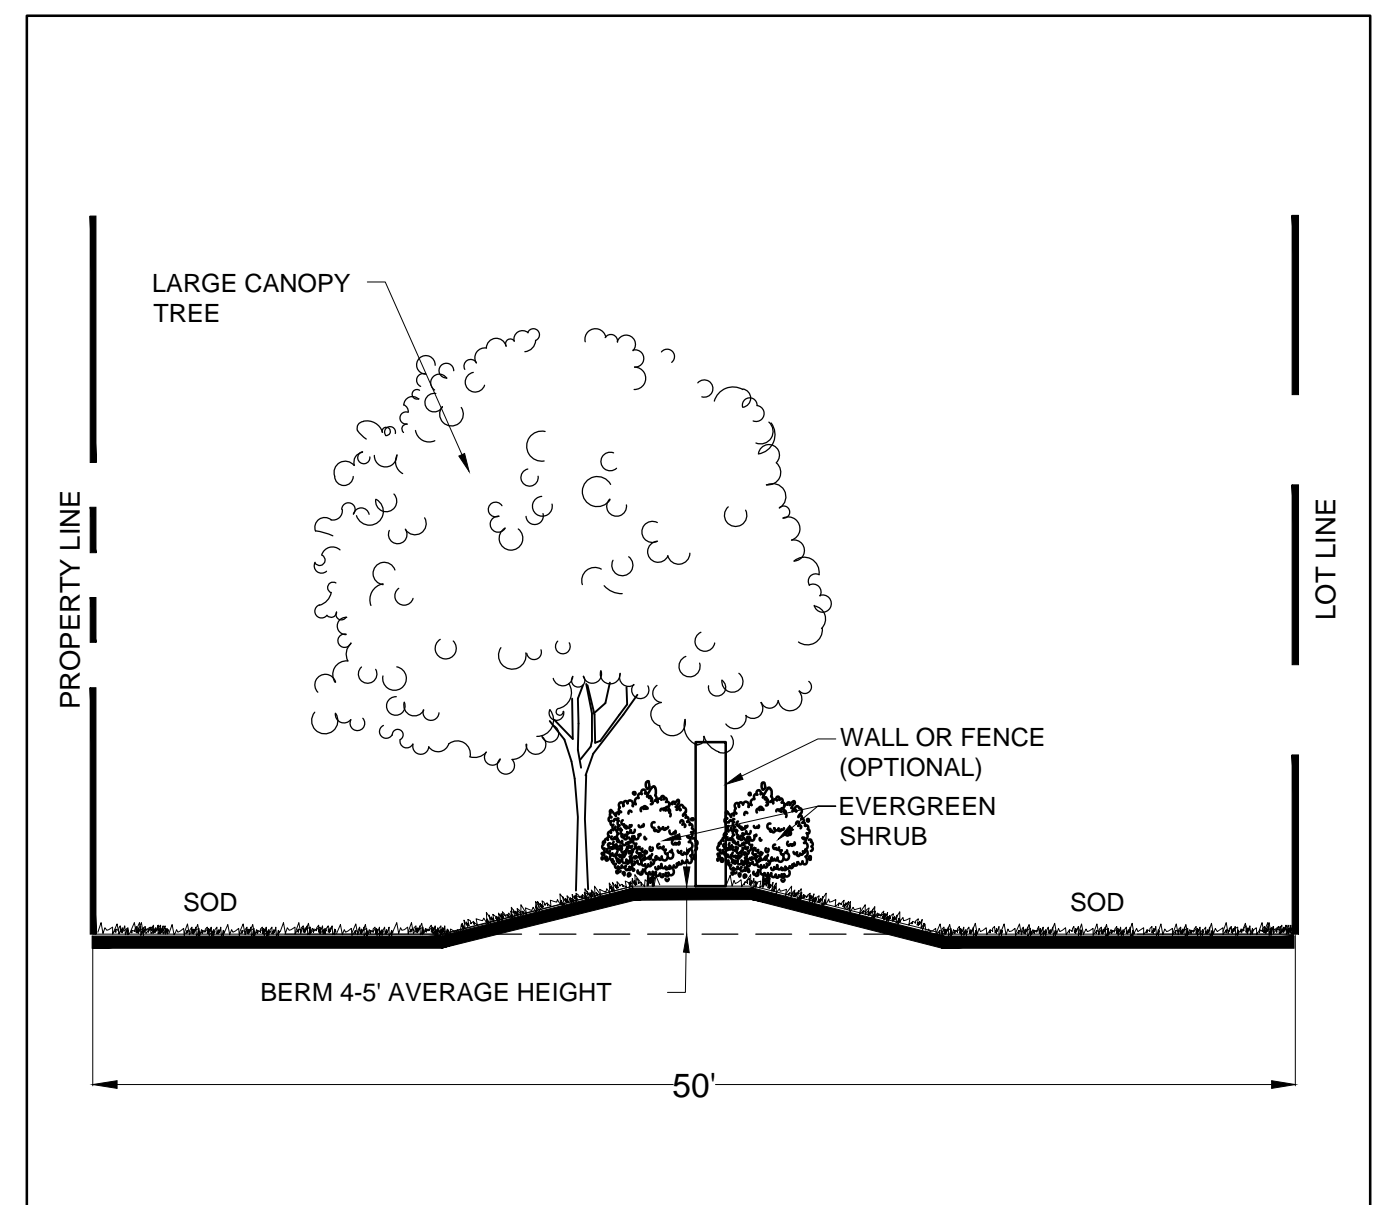 LARGE CANOPY
TREE
PROPERTY LINE
LOT LINE
WALL OR FENCE
(OPTIONAL)
EVERGREEN
SHRUB
SOD
SOD
BERM 4-5' AVERAGE HEIGHT
50'